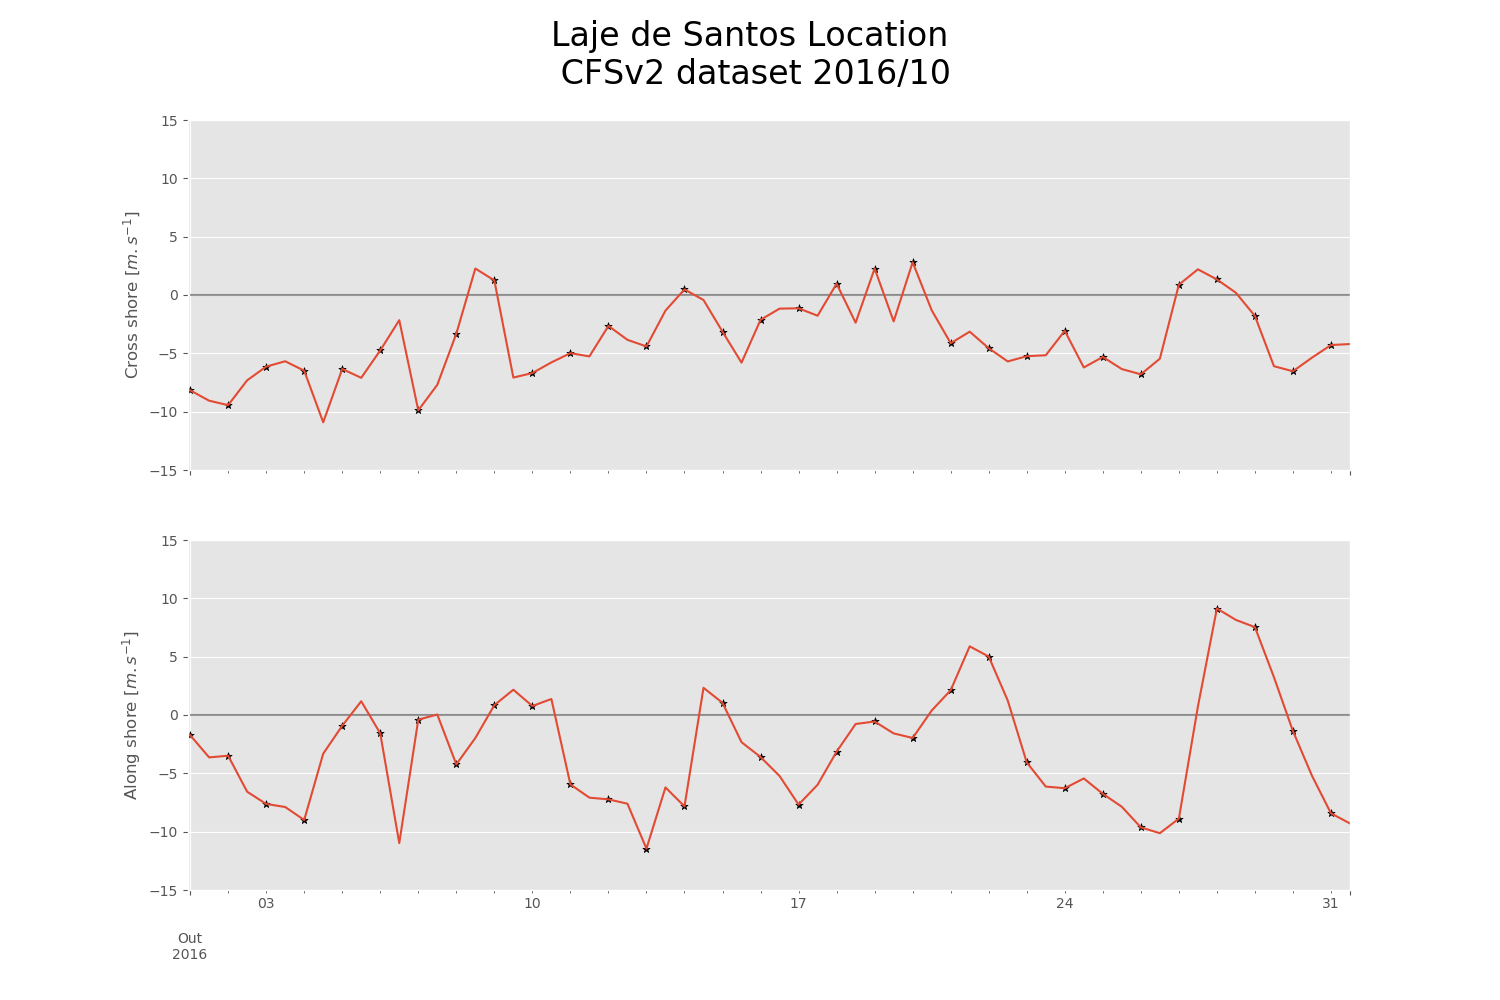 Laje de Santos Location
CFSv2 dataset 2016/10
15
10
5
0
−5
−10
−15
Cross shore [m.s⁻¹]
15
10
5
0
−5
−10
−15
Along shore [m.s⁻¹]
03 10 17 24 31
Out
2016